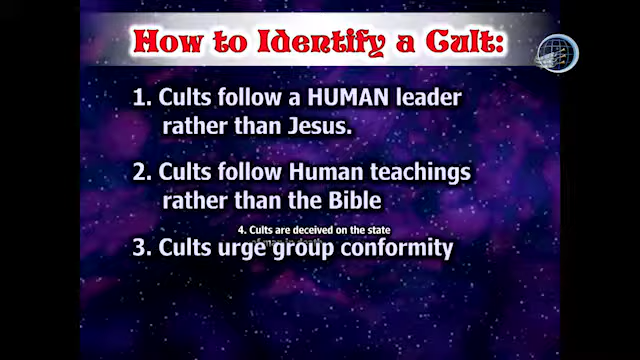 How to Identify a Cult:
1. Cults follow a HUMAN leader
rather than Jesus.
2. Cults follow Human teachings
rather than the Bible
4. Cults are deceived on the state
3. Cults urge group conformity